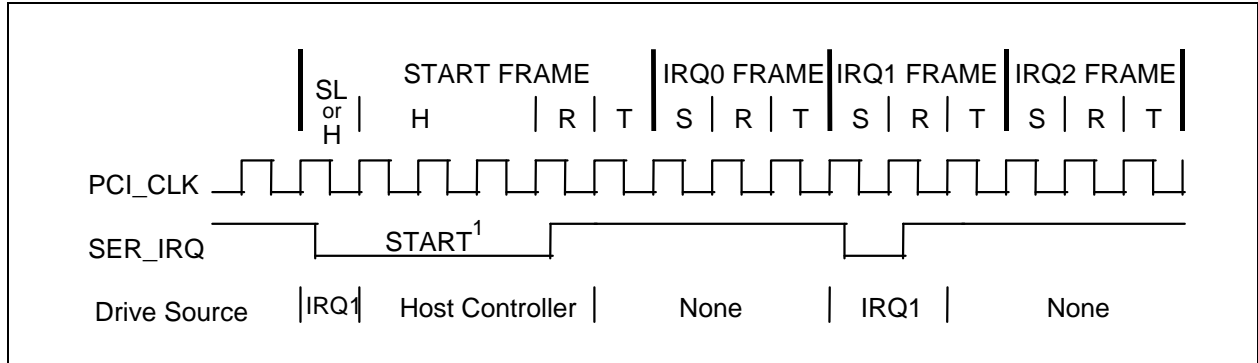 START FRAME IRQ0 FRAME IRQ1 FRAME IRQ2 FRAME
SL
or
H
H R T S R T S R T S R T
PCI_CLK
SER_IRQ START1
Drive Source IRQ1 Host Controller None IRQ1 None